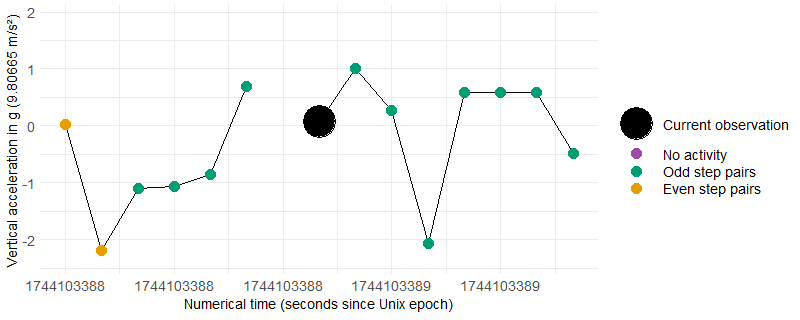 Vertical acceleration in g (9.80665 m/s²)
2
1
0
-1
-2
1744103388
1744103388
1744103388
1744103389
1744103389
Numerical time (seconds since Unix epoch)
Current observation
No activity
Odd step pairs
Even step pairs